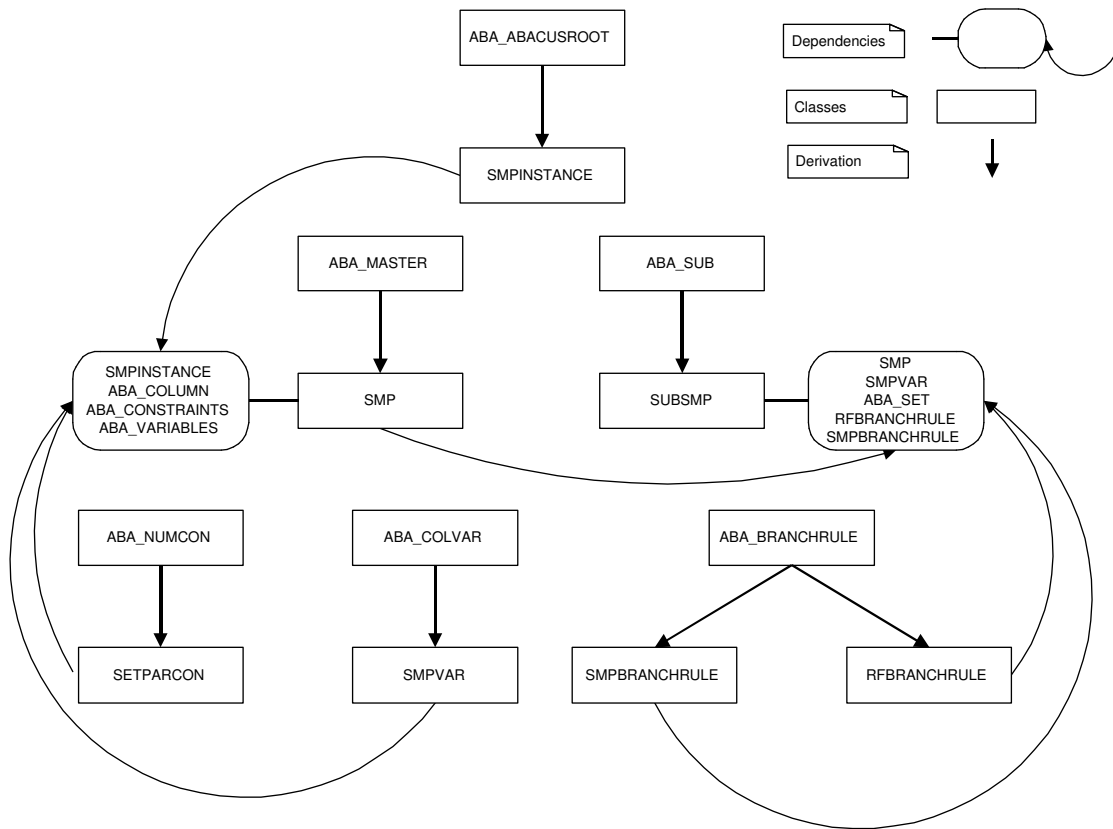 ABA_ABACUSROOT
Dependencies
Classes
Derivation
SMPINSTANCE
ABA_MASTER
ABA_SUB
SMPINSTANCE
ABA_COLUMN
ABA_CONSTRAINTS
ABA_VARIABLES
SMP
SUBSMP
SMP
SMPVAR
ABA_SET
RFBRANCHRULE
SMPBRANCHRULE
ABA_NUMCON
ABA_COLVAR
ABA_BRANCHRULE
SETPARCON
SMPVAR
SMPBRANCHRULE
RFBRANCHRULE